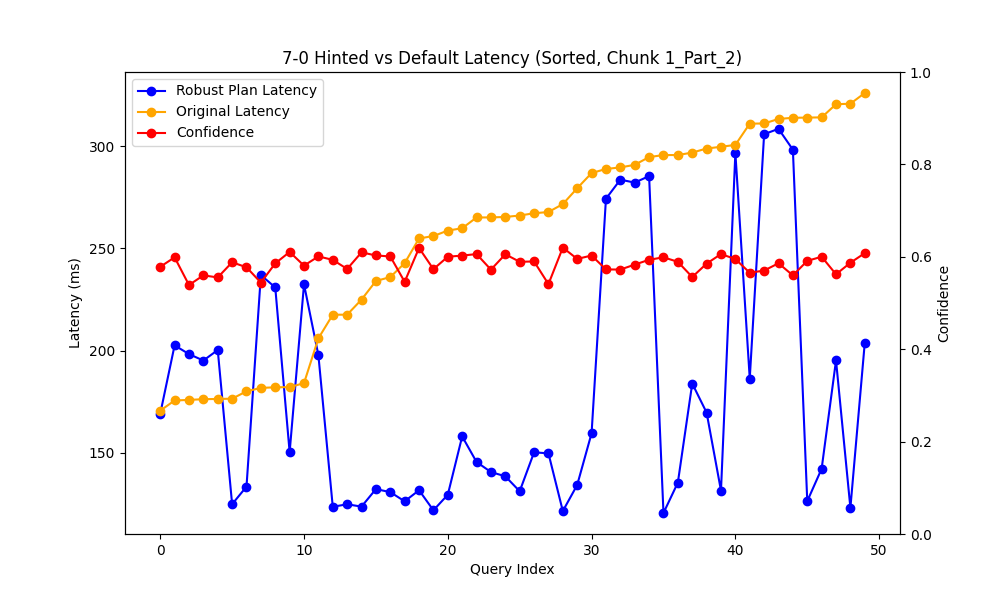 7-0 Hinted vs Default Latency (Sorted, Chunk 1_Part_2)
Robust Plan Latency
Original Latency
Confidence
Latency (ms)
300
250
200
150
1.0
0.8
0.6
0.4
0.2
0.0
Confidence
0 10 20 30 40 50
Query Index